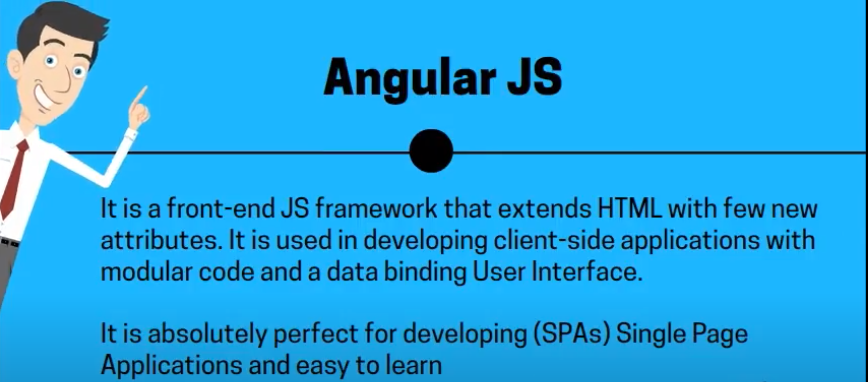 Angular JS
It is a front-end JS framework that extends HTML with few new
attributes. It is used in developing client-side applications with
modular code and a data binding User Interface.
It is absolutely perfect for developing (SPAs) Single Page
Applications and easy to learn